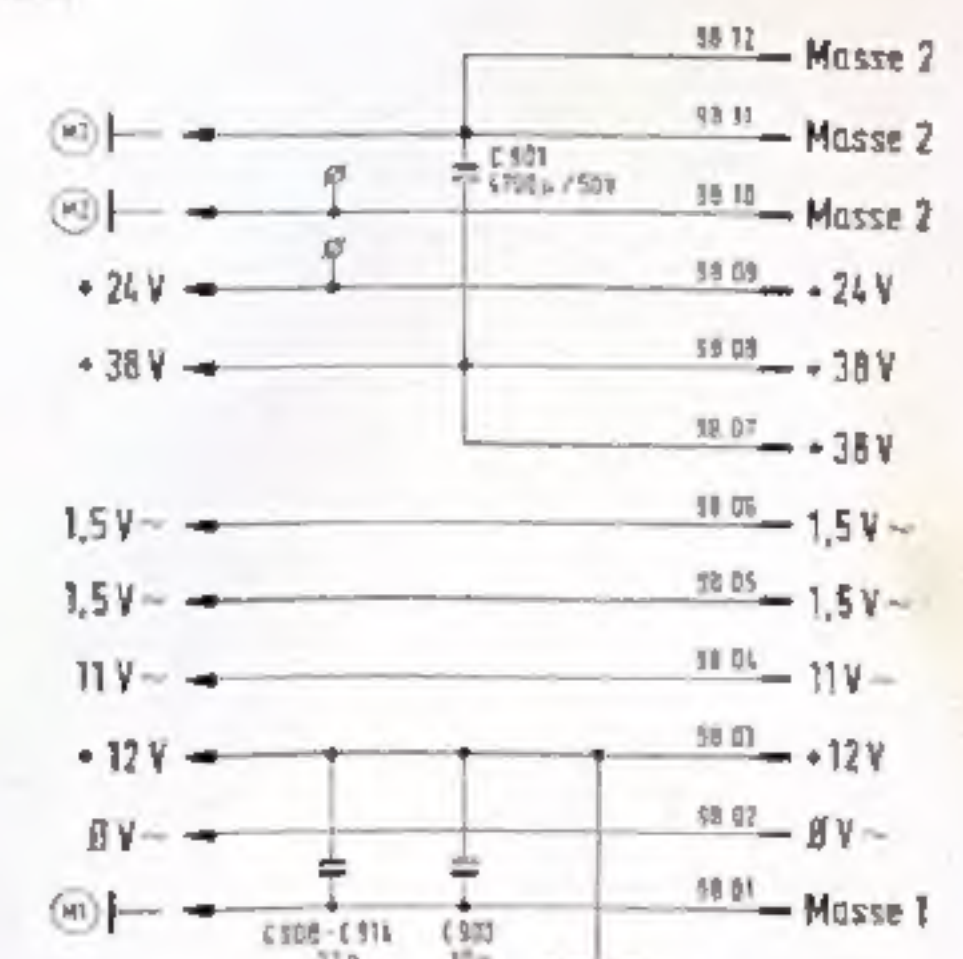 98 12 Masse 2
M2 98 11 Masse 2
C 901
4700µ/50V
M2 98 10 Masse 2
Ø
Ø
+ 24 V 98 09 + 24 V
+ 38 V 98 08 + 38 V
98 07 + 38 V
1,5 V~ 98 06 1,5 V~
1,5 V~ 98 05 1,5 V~
11 V~ 98 04 11 V~
+ 12 V 98 03 + 12 V
Ø V~ 98 02 Ø V~
M1 98 01 Masse 1
C 908 - C 914 C 903